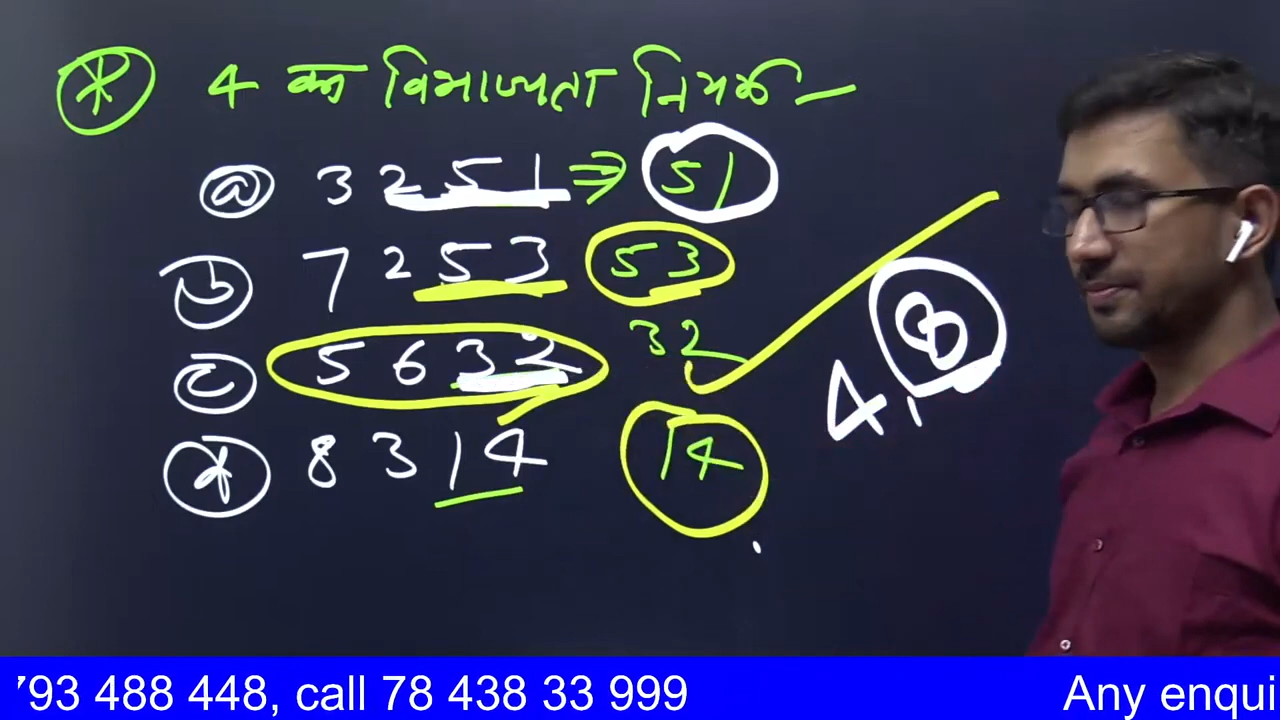 * 4 का विभाज्यता नियम –
a 3251 ⇒ 51
b 7253 53
c 5632 32
* 8314 14
4, 8
’93 488 448, call 78 438 33 999 Any enqui